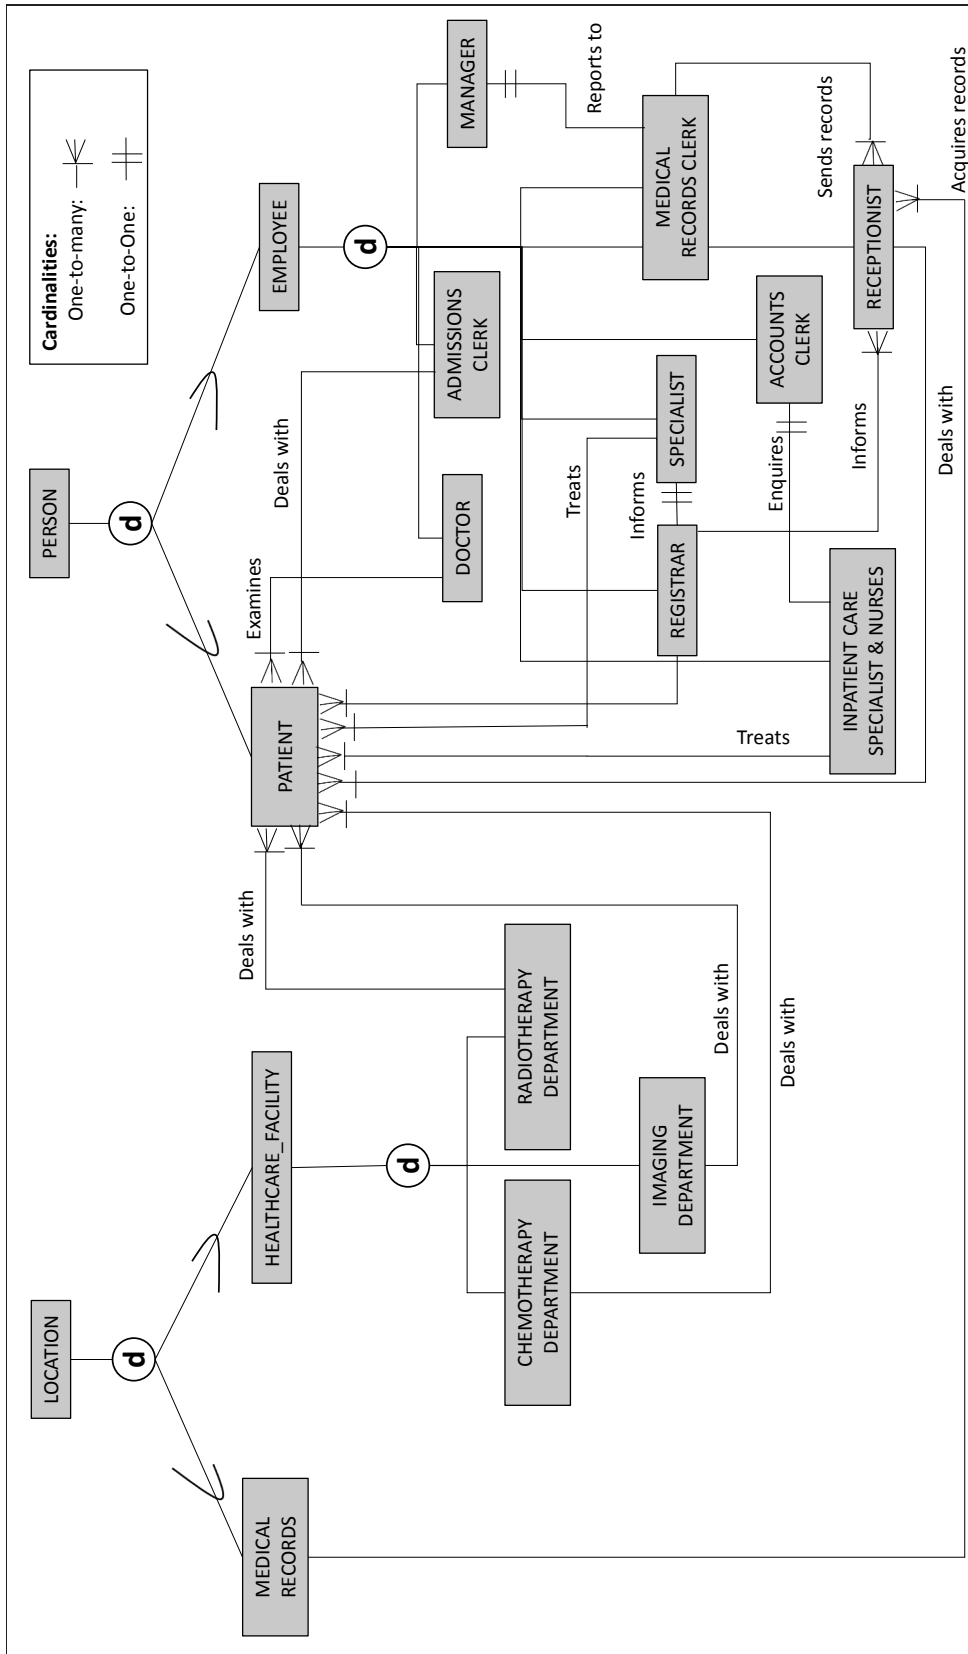 Cardinalities:
One-to-many:
One-to-One:
LOCATION
PERSON
d
d
MEDICAL
RECORDS
HEALTHCARE_FACILITY
PATIENT
EMPLOYEE
d
d
Deals with
Examines
Deals with
CHEMOTHERAPY
DEPARTMENT
RADIOTHERAPY
DEPARTMENT
DOCTOR
ADMISSIONS
CLERK
MANAGER
Reports to
IMAGING
DEPARTMENT
Treats
Informs
REGISTRAR
SPECIALIST
MEDICAL
RECORDS CLERK
Deals with
Deals with
Treats
Enquires
ACCOUNTS
CLERK
Sends records
INPATIENT CARE
SPECIALIST & NURSES
Informs
RECEPTIONIST
Deals with
Acquires records